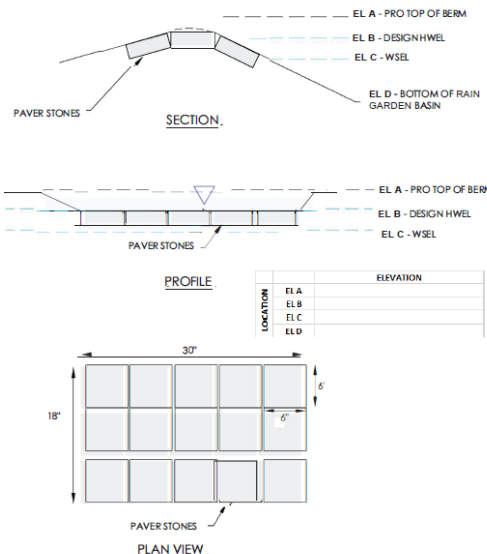 EL A - PRO TOP OF BERM
EL B - DESIGN HWEL
EL C - WSEL
EL D - BOTTOM OF RAIN
GARDEN BASIN
PAVER STONES
SECTION
EL A - PRO TOP OF BERM
EL B - DESIGN HWEL
EL C - WSEL
PAVER STONES
PROFILE
ELEVATION
LOCATION
EL A
EL B
EL C
EL D
30"
18"
6'
6"
PAVER STONES
PLAN VIEW